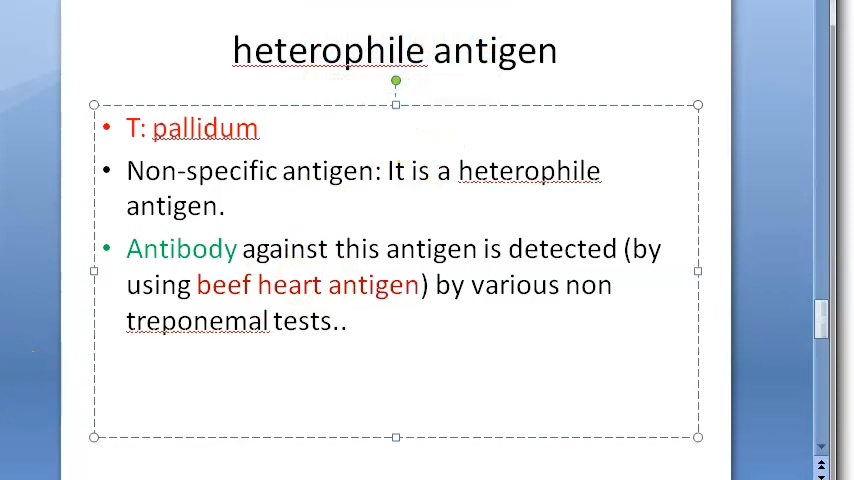 heterophile antigen
• T: pallidum
• Non-specific antigen: It is a heterophile
antigen.
• Antibody against this antigen is detected (by
using beef heart antigen) by various non
treponemal tests..